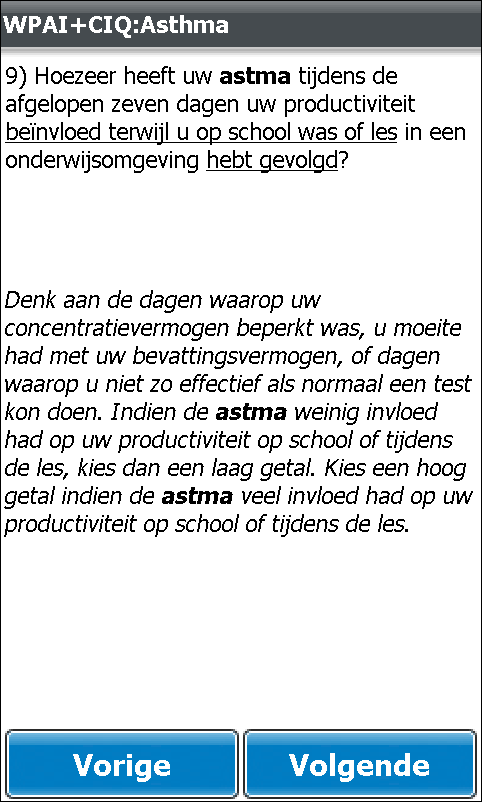 WPAI+CIQ:Asthma
9) Hoezeer heeft uw astma tijdens de
afgelopen zeven dagen uw productiviteit
beïnvloed terwijl u op school was of les in een
onderwijsomgeving hebt gevolgd?
Denk aan de dagen waarop uw
concentratievermogen beperkt was, u moeite
had met uw bevattingsvermogen, of dagen
waarop u niet zo effectief als normaal een test
kon doen. Indien de astma weinig invloed
had op uw productiviteit op school of tijdens
de les, kies dan een laag getal. Kies een hoog
getal indien de astma veel invloed had op uw
productiviteit op school of tijdens de les.
Vorige Volgende